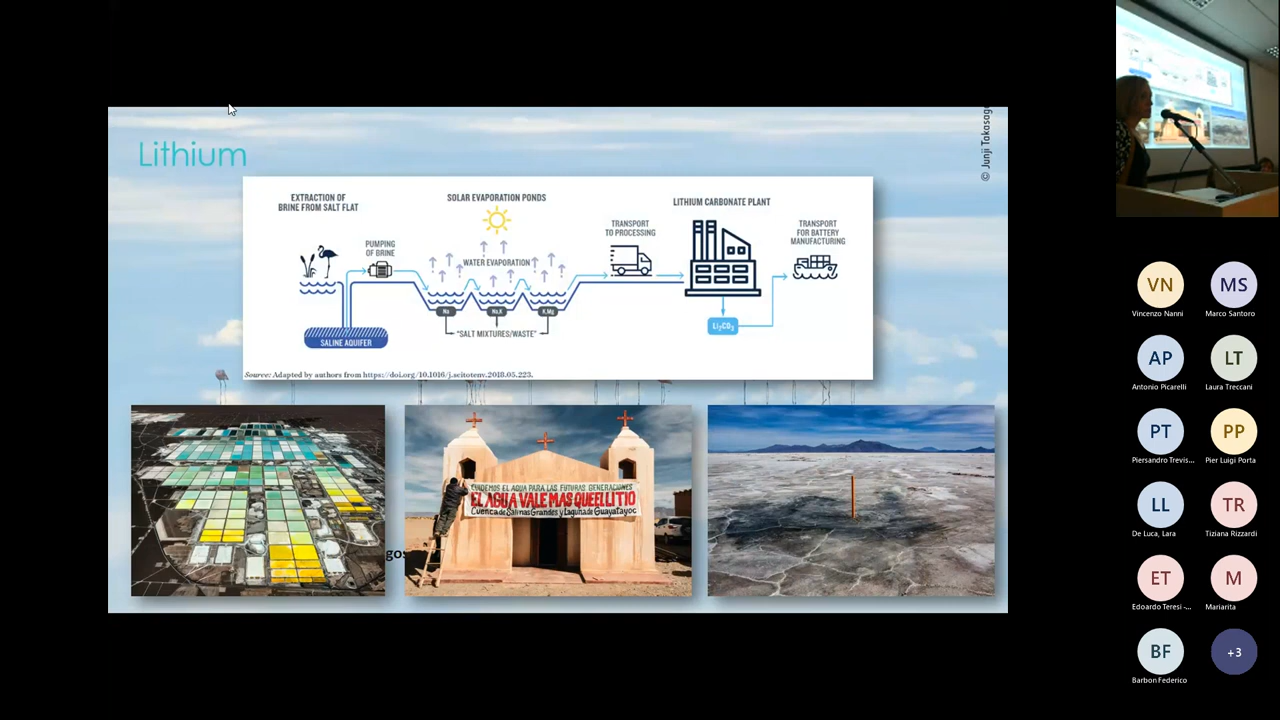 Lithium
© Junji Takasago
EXTRACTION OF
BRINE FROM SALT FLAT
PUMPING
OF BRINE
SOLAR EVAPORATION PONDS
WATER EVAPORATION
TRANSPORT
TO PROCESSING
LITHIUM CARBONATE PLANT
TRANSPORT
FOR BATTERY
MANUFACTURING
SALINE AQUIFER
Na
Na,K
K,Mg
"SALT MIXTURES/WASTE"
Li₂CO₃
Source: Adapted by authors from https://doi.org/10.1016/j.scitotenv.2018.05.223.
CUIDEMOS EL AGUA PARA LAS FUTURAS GENERACIONES
EL AGUA VALE MAS QUE EL LITIO
Cuenca de Salinas Grandes y Laguna de Guayatayoc
gos
VN
Vincenzo Nanni
MS
Marco Santoro
AP
Antonio Picarelli
LT
Laura Treccani
PT
Piersandro Trevis...
PP
Pier Luigi Porta
LL
De Luca, Lara
TR
Tiziana Rizzardi
ET
Edoardo Teresi -...
M
Mariarita
BF
Barbon Federico
+3